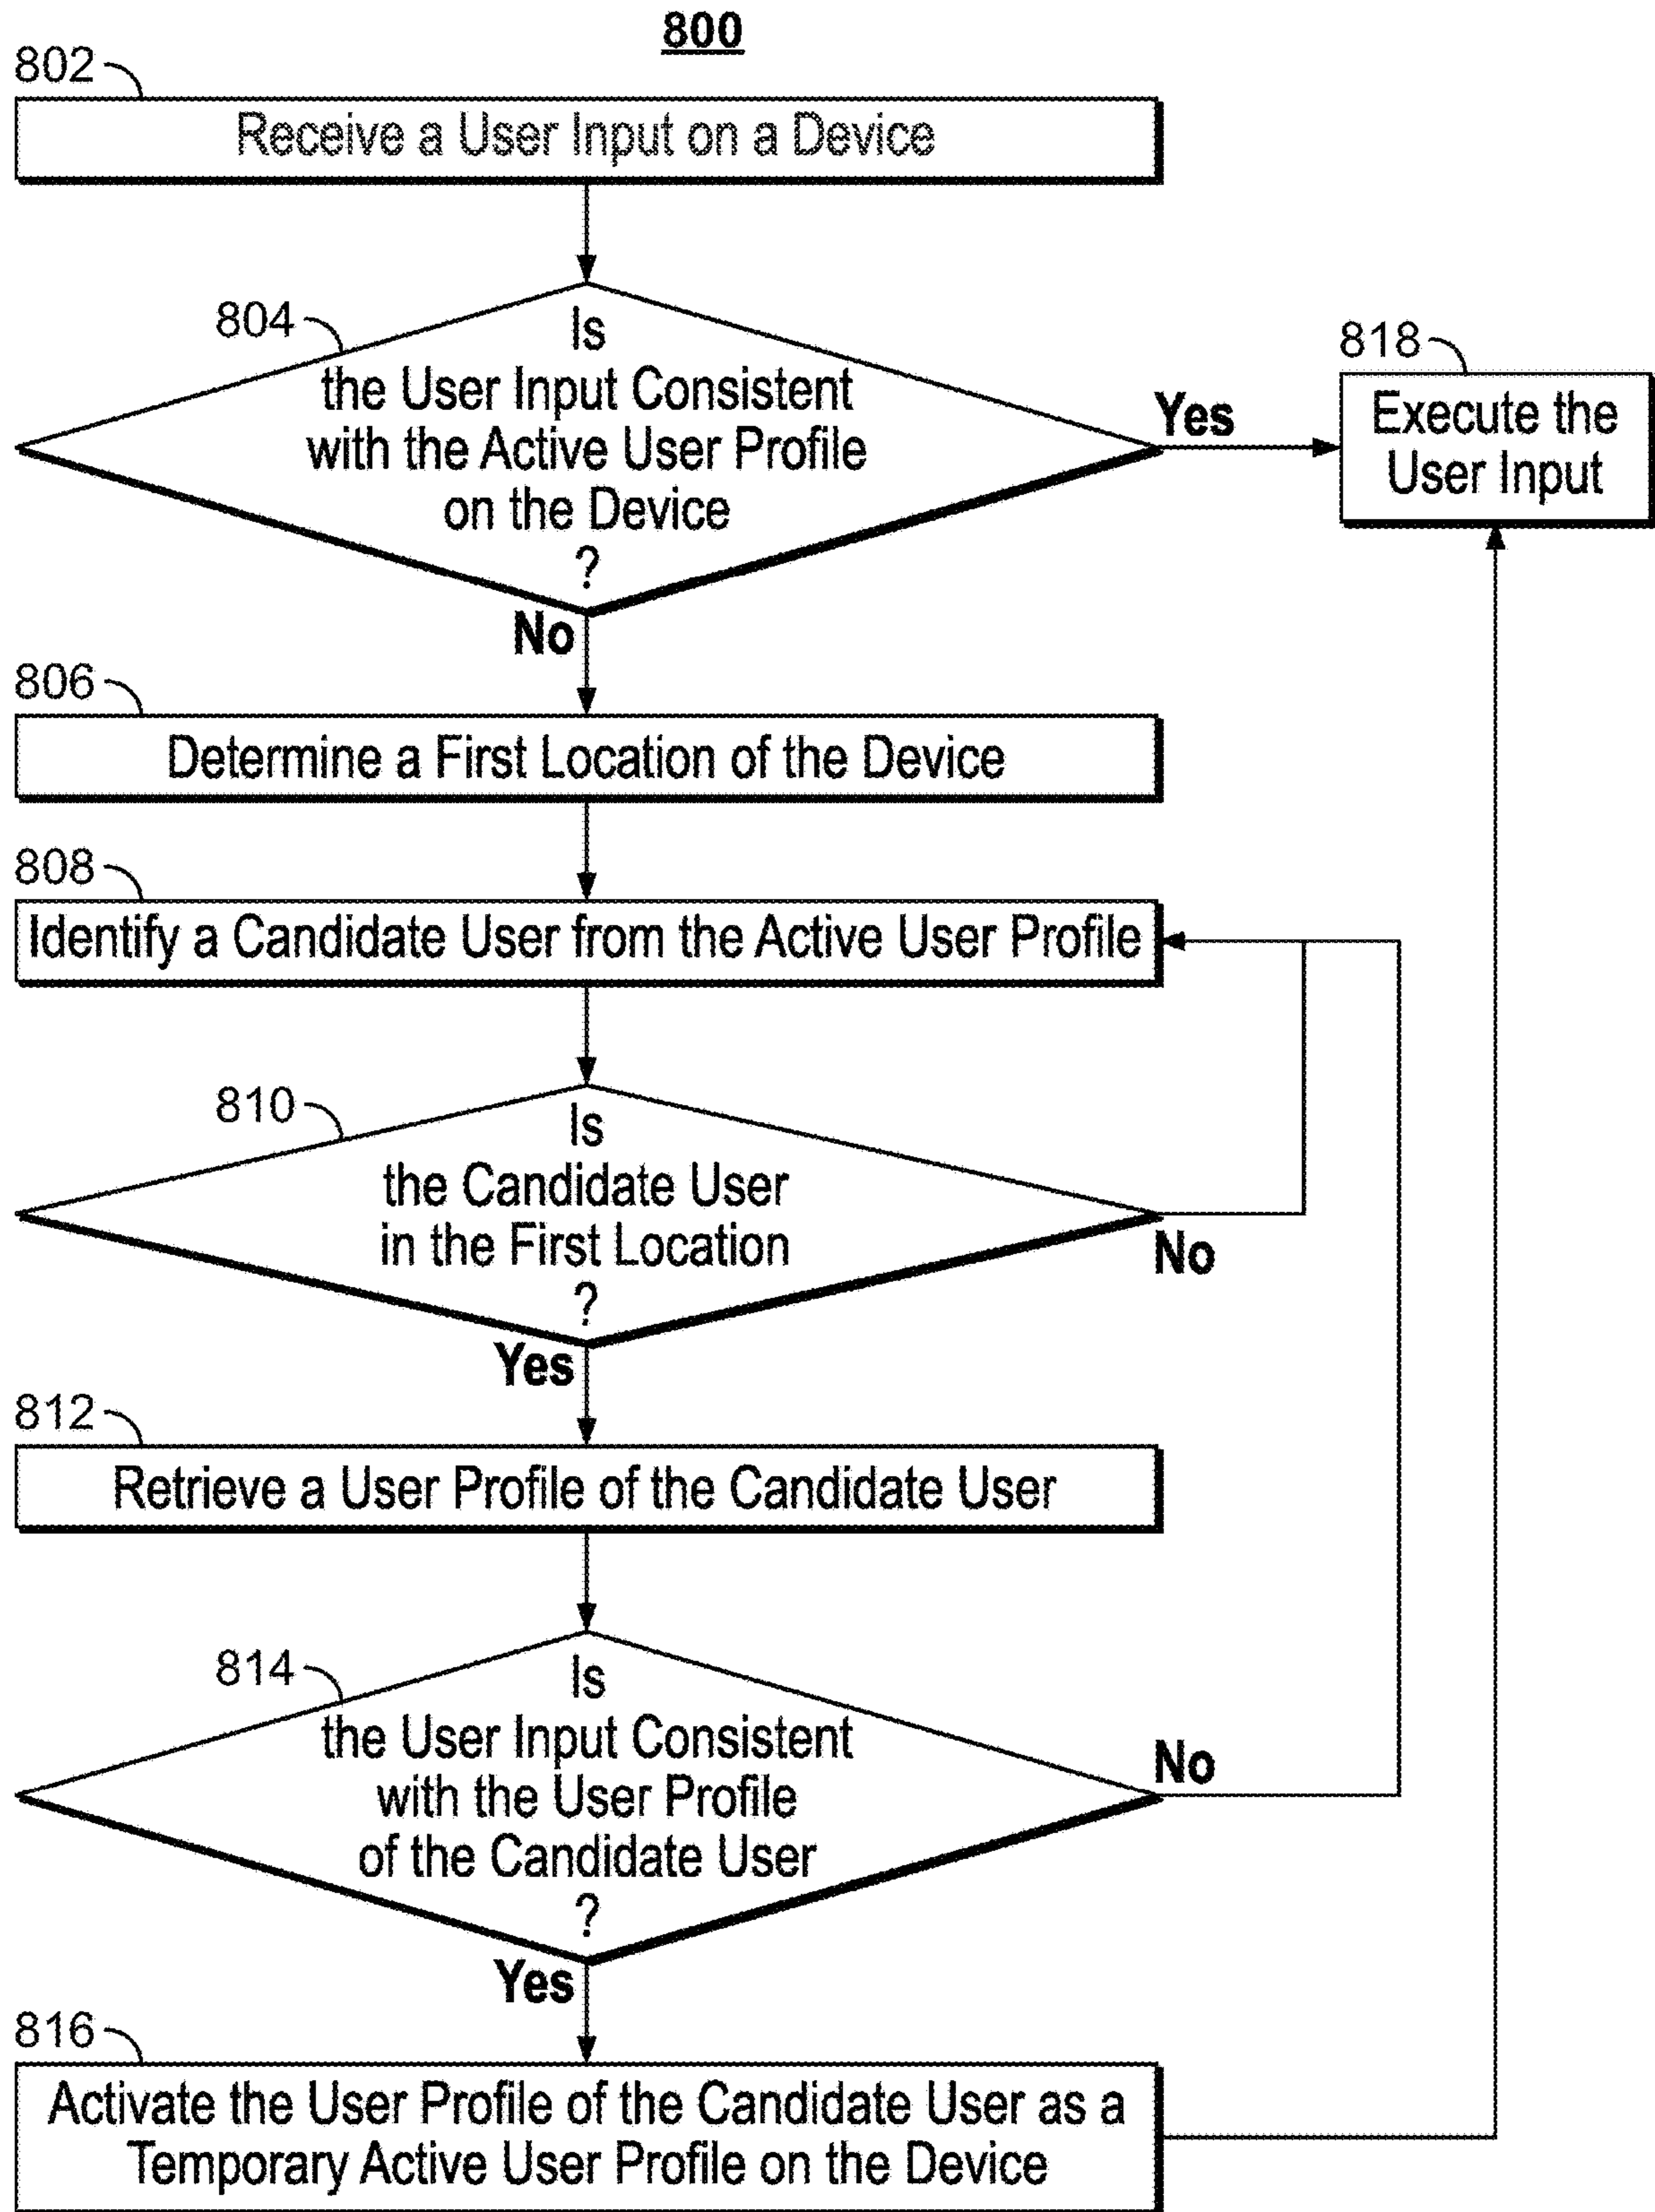 800
802
Receive a User Input on a Device
804
Is
the User Input Consistent
with the Active User Profile
on the Device
?
Yes
818
Execute the
User Input
No
806
Determine a First Location of the Device
808
Identify a Candidate User from the Active User Profile
810
Is
the Candidate User
in the First Location
?
No
Yes
812
Retrieve a User Profile of the Candidate User
814
Is
the User Input Consistent
with the User Profile
of the Candidate User
?
No
Yes
816
Activate the User Profile of the Candidate User as a
Temporary Active User Profile on the Device